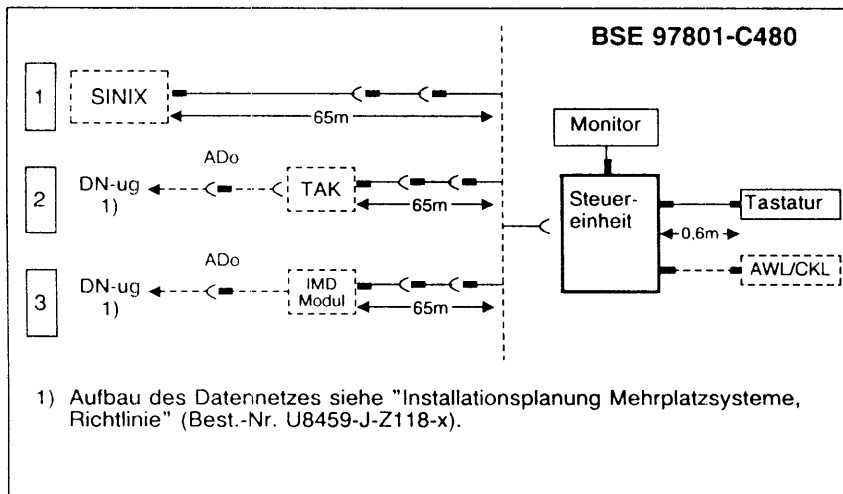 BSE 97801-C480
1
SINIX
65m
Monitor
2
DN-ug
1)
ADo
TAK
65m
Steuer-
einheit
Tastatur
0,6m
3
DN-ug
1)
ADo
IMD
Modul
65m
AWL/CKL
1) Aufbau des Datennetzes siehe "Installationsplanung Mehrplatzsysteme,
Richtlinie" (Best.-Nr. U8459-J-Z118-x).